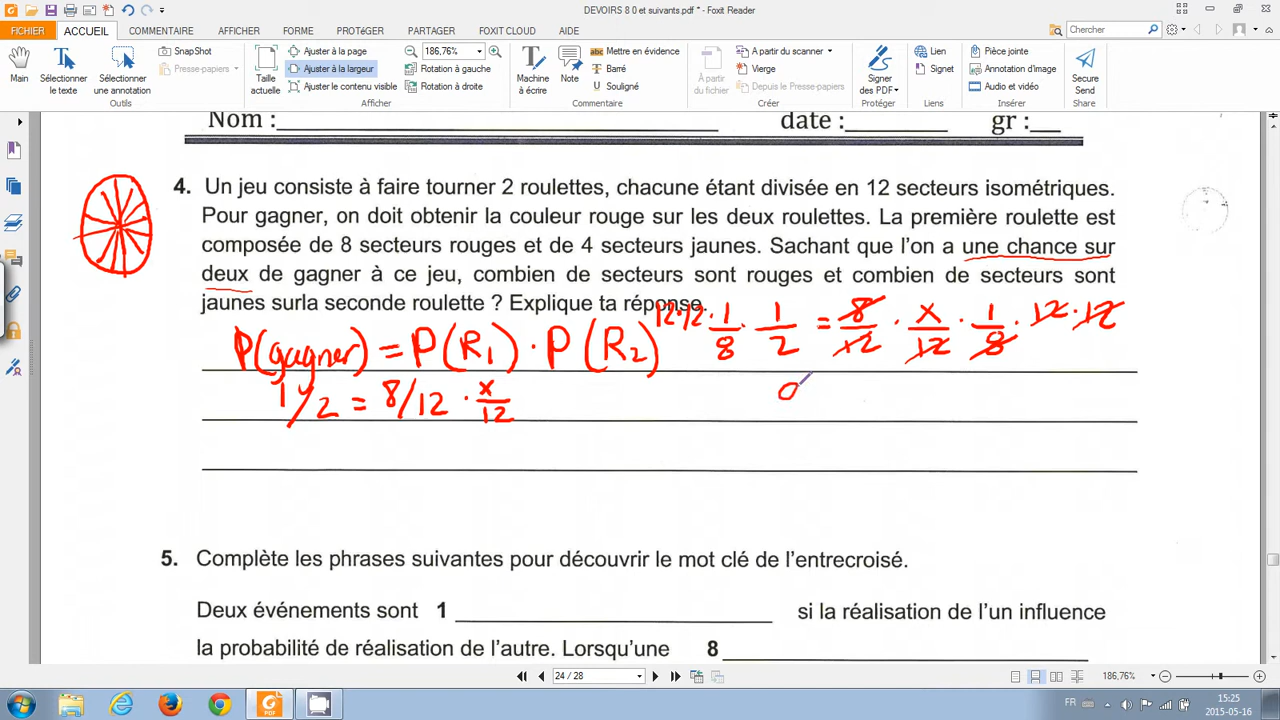 DEVOIRS 8 0 et suivants.pdf * - Foxit Reader
FICHIER ACCUEIL COMMENTAIRE AFFICHER FORME PROTÉGER PARTAGER FOXIT CLOUD AIDE
Chercher
Main
Sélectionner le texte
Sélectionner une annotation
SnapShot
Presse-papiers
Outils
Taille actuelle
Ajuster à la page
Ajuster à la largeur
Ajuster le contenu visible
186,76%
Rotation à gauche
Rotation à droite
Afficher
Machine à écrire
Note
Mettre en évidence
Barré
Souligné
Commentaire
À partir du fichier
A partir du scanner
Vierge
Depuis le Presse-papiers
Créer
Signer des PDF
Protéger
Lien
Signet
Liens
Pièce jointe
Annotation d'image
Audio et vidéo
Insérer
Secure Send
Share
Nom : date : gr :
4. Un jeu consiste à faire tourner 2 roulettes, chacune étant divisée en 12 secteurs isométriques.
Pour gagner, on doit obtenir la couleur rouge sur les deux roulettes. La première roulette est
composée de 8 secteurs rouges et de 4 secteurs jaunes. Sachant que l'on a une chance sur
deux de gagner à ce jeu, combien de secteurs sont rouges et combien de secteurs sont
jaunes surla seconde roulette ? Explique ta réponse.
12·12 · 1/8 · 1/2 = 8/12 · x/12 · 1/8 · 12 · 12
P(gagner) = P(R1) · P(R2)
1/2 = 8/12 · x/12
5. Complète les phrases suivantes pour découvrir le mot clé de l'entrecroisé.
Deux événements sont 1 si la réalisation de l'un influence
la probabilité de réalisation de l'autre. Lorsqu'une 8
24 / 28
186,76%
FR
15:25
2015-05-16